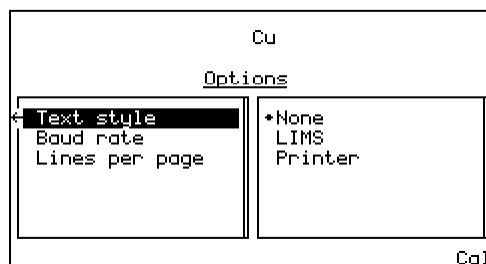 Cu
Options
Text style
Baud rate
Lines per page
•None
LIMS
Printer
Cal